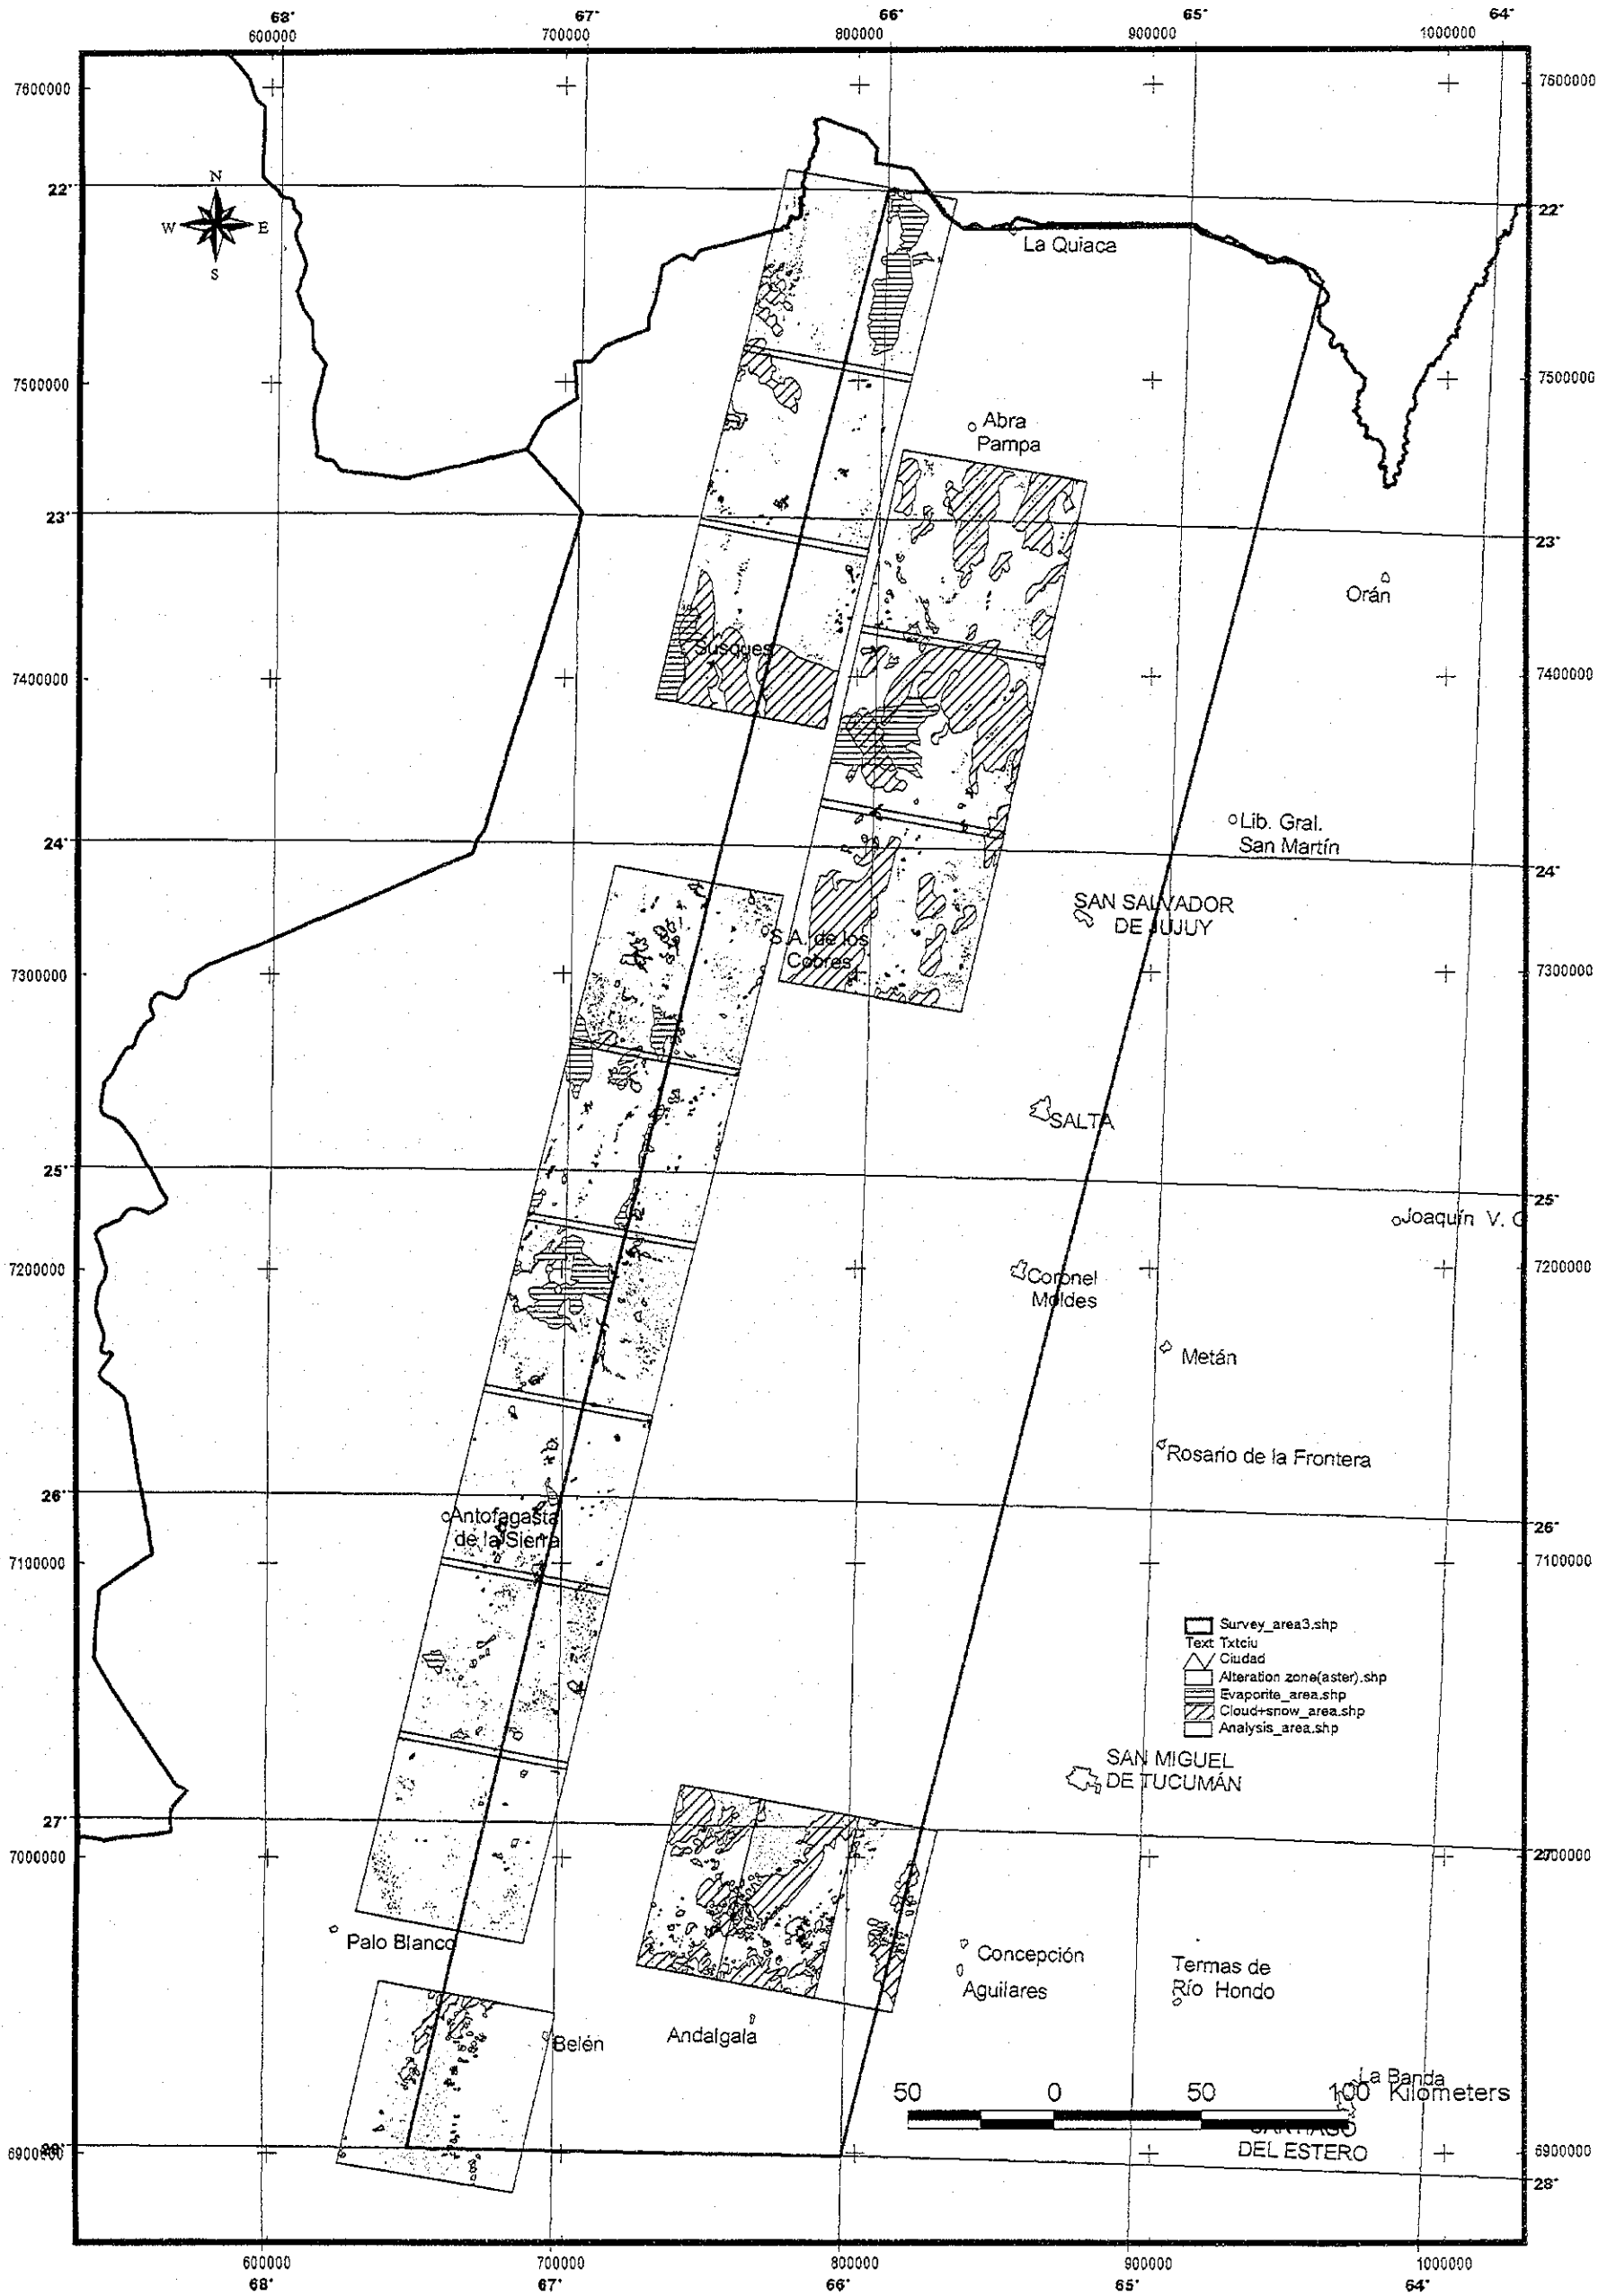 68° 67° 66° 65° 64°
600000 700000 800000 900000 1000000
7600000 7600000
N
22° 22°
W E
S
La Quiaca
7500000 7500000
Abra
Pampa
23° 23°
Orán
Susques
7400000 7400000
Lib. Gral.
San Martín
24° 24°
SAN SALVADOR
DE JUJUY
S.A. de los
Cobres
7300000 7300000
SALTA
25° 25°
Joaquín V. G
7200000 7200000
Coronel
Moldes
Metán
Rosario de la Frontera
26° 26°
Antofagasta
de la Sierra
7100000 7100000
Survey_area3.shp
Text Txtciu
Ciudad
Alteration zone(aster).shp
Evaporite_area.shp
Cloud+snow_area.shp
Analysis_area.shp
SAN MIGUEL
DE TUCUMÁN
27° 27°
7000000 7000000
Palo Blanco
Concepción
Aguilares
Termas de
Río Hondo
Andalgala
Belén
La Banda
50 0 50 100 Kilometers
SANTIAGO
DEL ESTERO
28° 6900000 6900000
28°
600000 700000 800000 900000 1000000
68° 67° 66° 65° 64°